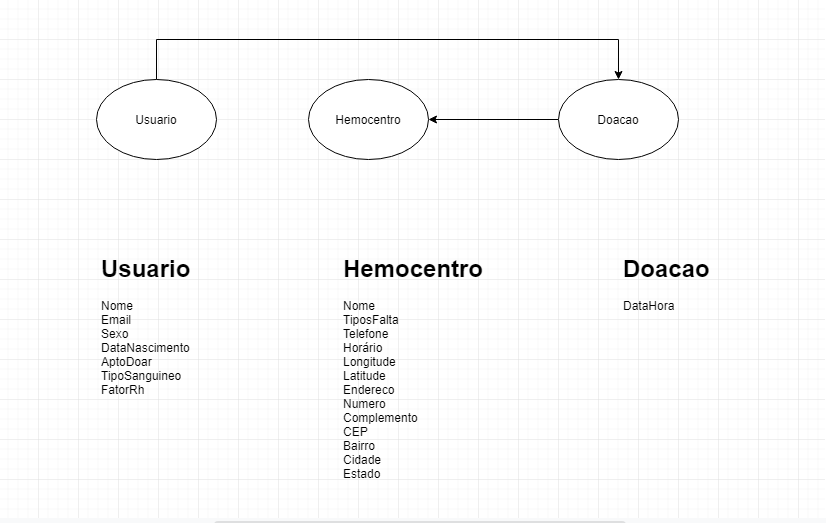 Usuario
Hemocentro
Doacao
Usuario
Nome
Email
Sexo
DataNascimento
AptoDoar
TipoSanguineo
FatorRh
Hemocentro
Nome
TiposFalta
Telefone
Horário
Longitude
Latitude
Endereco
Numero
Complemento
CEP
Bairro
Cidade
Estado
Doacao
DataHora